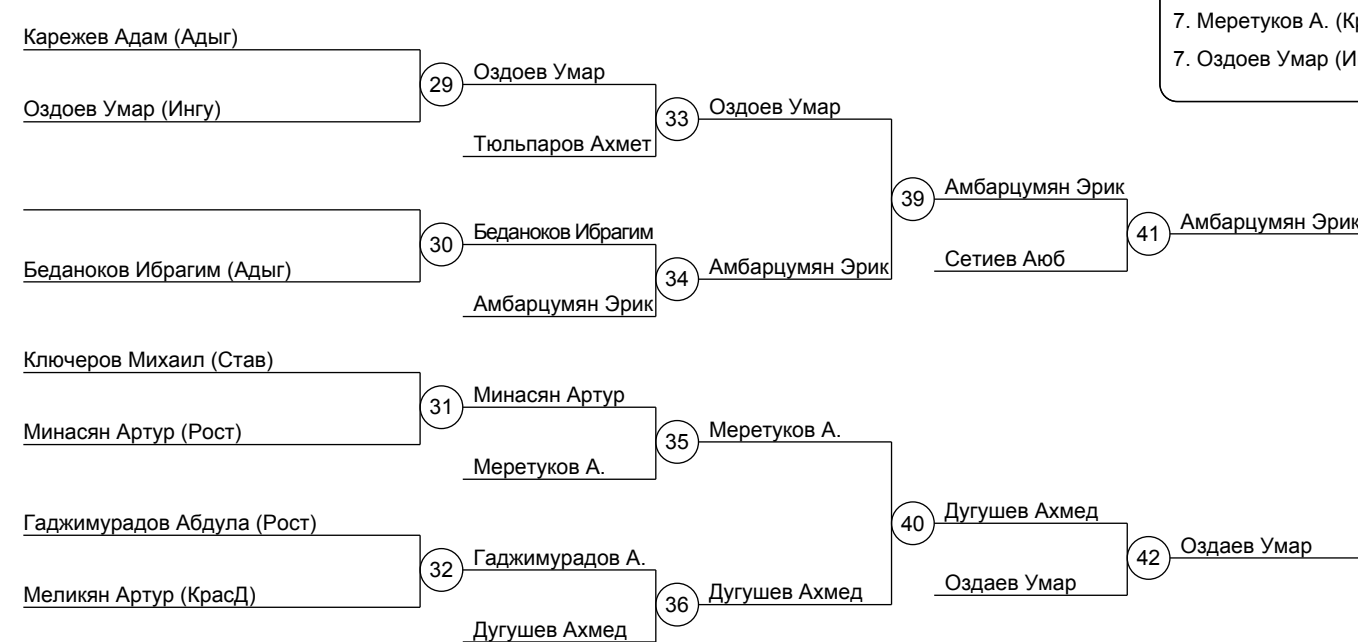 7. Меретуков А. (Кр
7. Оздоев Умар (И
Карежев Адам (Адыг)
29
Оздоев Умар
Оздоев Умар (Ингу)
33
Оздоев Умар
Тюльпаров Ахмет
39
Амбарцумян Эрик
41
Амбарцумян Эрик
30
Беданоков Ибрагим
Беданоков Ибрагим (Адыг)
34
Амбарцумян Эрик
Сетиев Аюб
Амбарцумян Эрик
Ключеров Михаил (Став)
31
Минасян Артур
Минасян Артур (Рост)
35
Меретуков А.
Меретуков А.
40
Дугушев Ахмед
42
Оздаев Умар
Гаджимурадов Абдула (Рост)
32
Гаджимурадов А.
Меликян Артур (КрасД)
36
Дугушев Ахмед
Оздаев Умар
Дугушев Ахмед